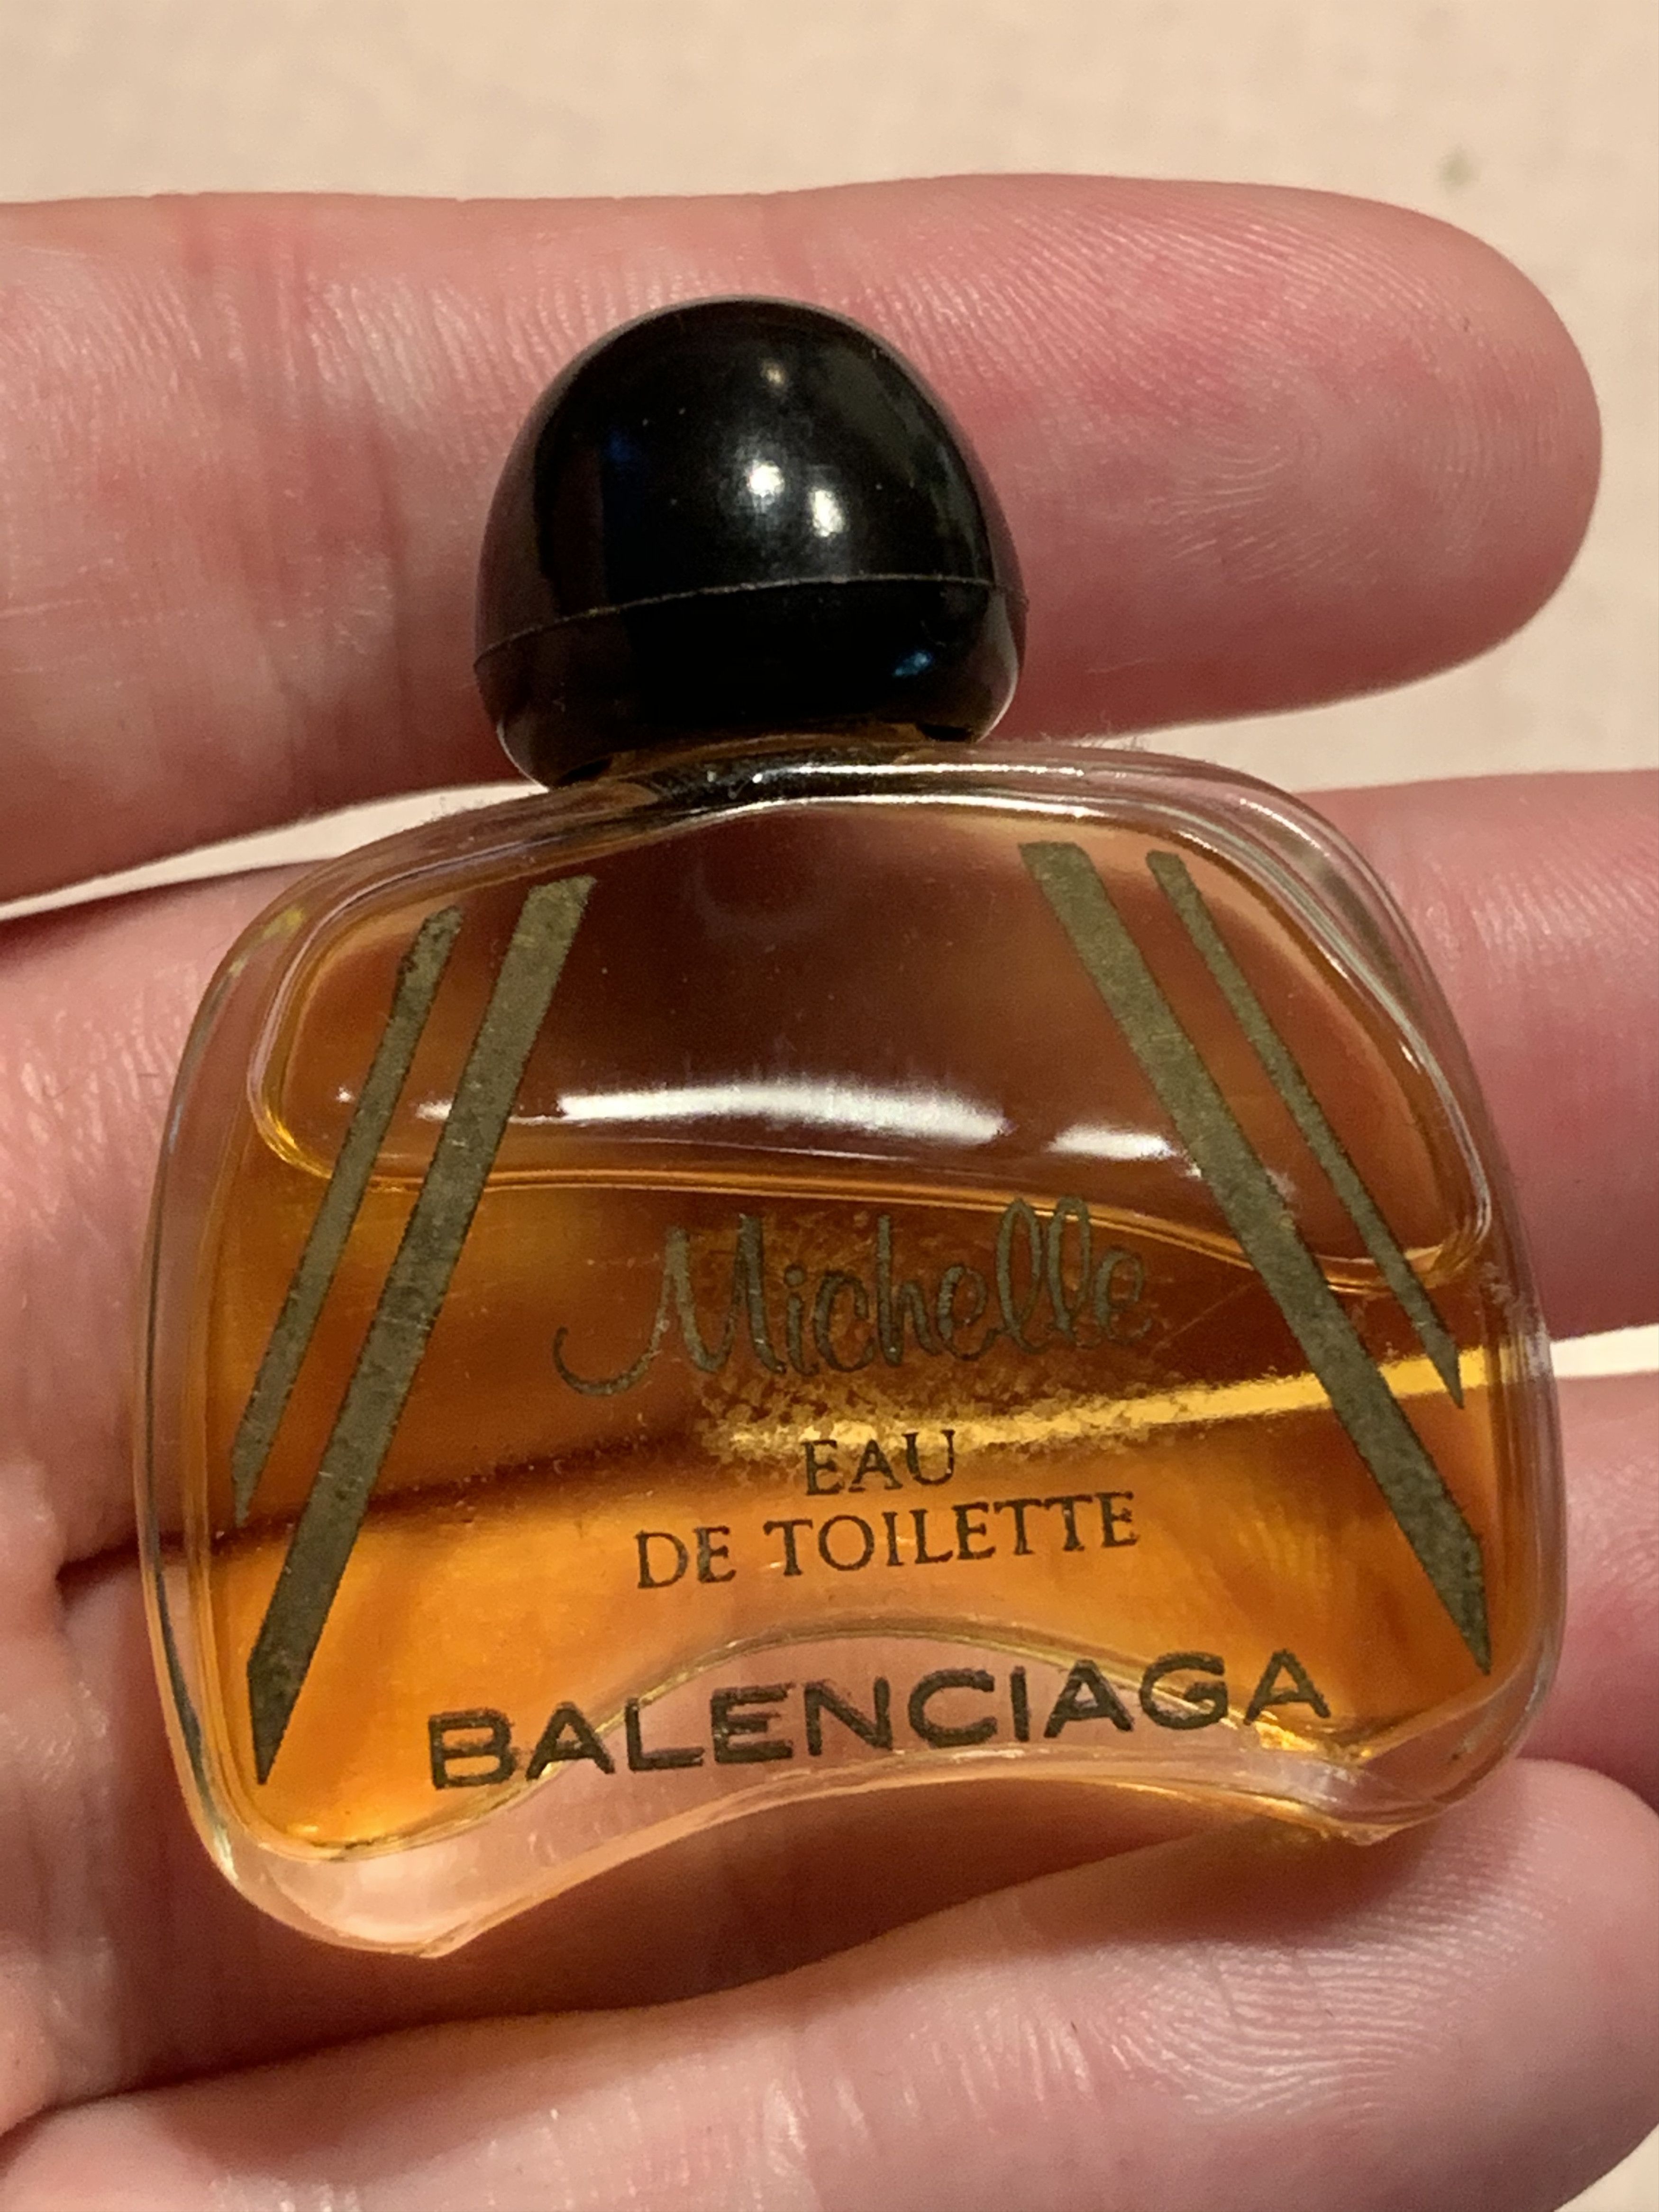 Michelle
EAU
DE TOILETTE
BALENCIAGA